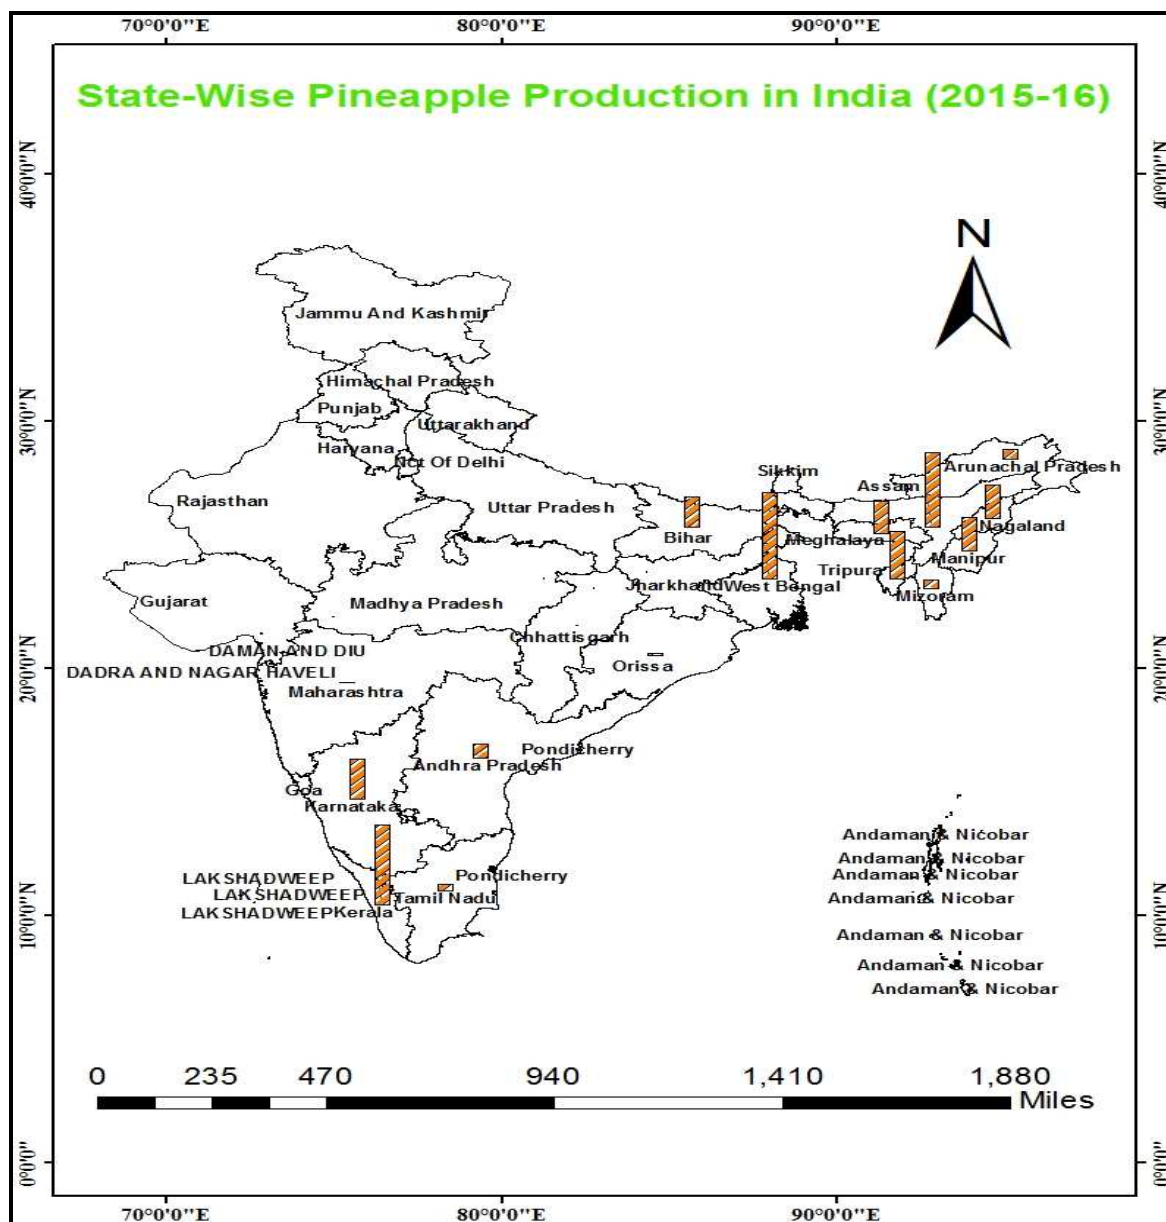 70°0'0"E 80°0'0"E 90°0'0"E
State-Wise Pineapple Production in India (2015-16)
40°0'0"N 40°0'0"N
N
Jammu And Kashmir
Himachal Pradesh
Punjab
30°0'0"N 30°0'0"N
Uttarakhand
Haryana
Nct Of Delhi
Sikkim
Arunachal Pradesh
Assam
Rajasthan
Uttar Pradesh
Nagaland
Bihar
Meghalaya
Manipur
Tripura
Jharkhand
West Bengal
Mizoram
Gujarat
Madhya Pradesh
Chhattisgarh
DAMAN AND DIU
Orissa
20°0'0"N 20°0'0"N
DADRA AND NAGAR HAVELI
Maharashtra
Pondicherry
Andhra Pradesh
Goa
Karnataka
Andaman & Nicobar
Andaman & Nicobar
Andaman & Nicobar
Pondicherry
LAKSHADWEEP
LAKSHADWEEP
Tamil Nadu
Andaman & Nicobar
LAKSHADWEEP
Kerala
10°0'0"N 10°0'0"N
Andaman & Nicobar
Andaman & Nicobar
Andaman & Nicobar
0 235 470 940 1,410 1,880
Miles
0°0'0" 0°0'0"
70°0'0"E 80°0'0"E 90°0'0"E